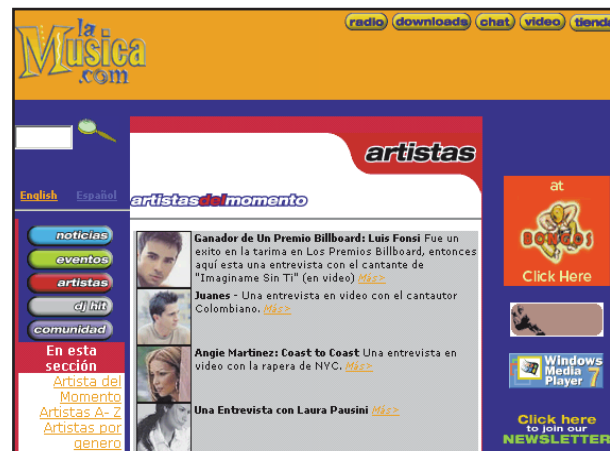 la
Musica
.com
radio downloads chat video tienda
artistas
English Español
artistasdelmomento
noticias
eventos
artistas
dj hit
comunidad
En esta
sección
Artista del
Momento
Artistas A- Z
Artistas por
genero
Ganador de Un Premio Billboard: Luis Fonsi Fue un
exito en la tarima en Los Premios Billboard, entonces
aquí esta una entrevista con el cantante de
"Imaginame Sin Ti" (en video) Más>
Juanes - Una entrevista en video con el cantautor
Colombiano. Más>
Angie Martinez: Coast to Coast Una entrevista en
video con la rapera de NYC. Más>
Una Entrevista con Laura Pausini Más>
at
BONGOS
Click Here
Windows
Media
Player 7
Click here
to join our
NEWSLETTER